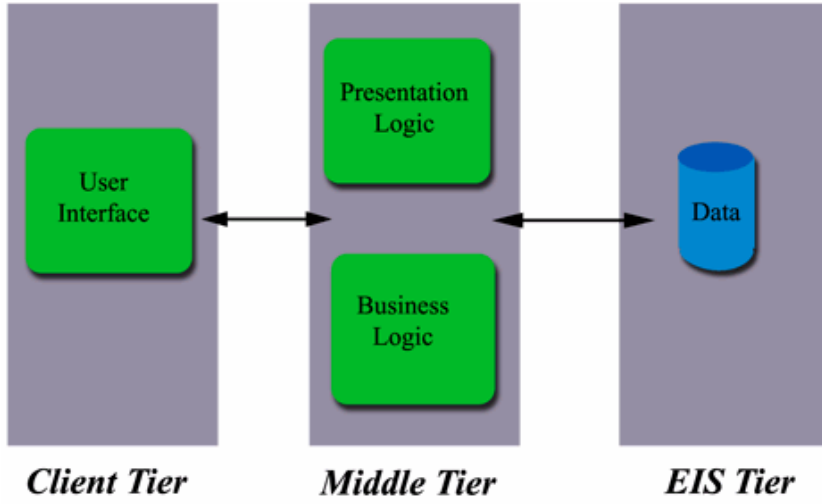 User
Interface
Presentation
Logic
Business
Logic
Data
Client Tier
Middle Tier
EIS Tier